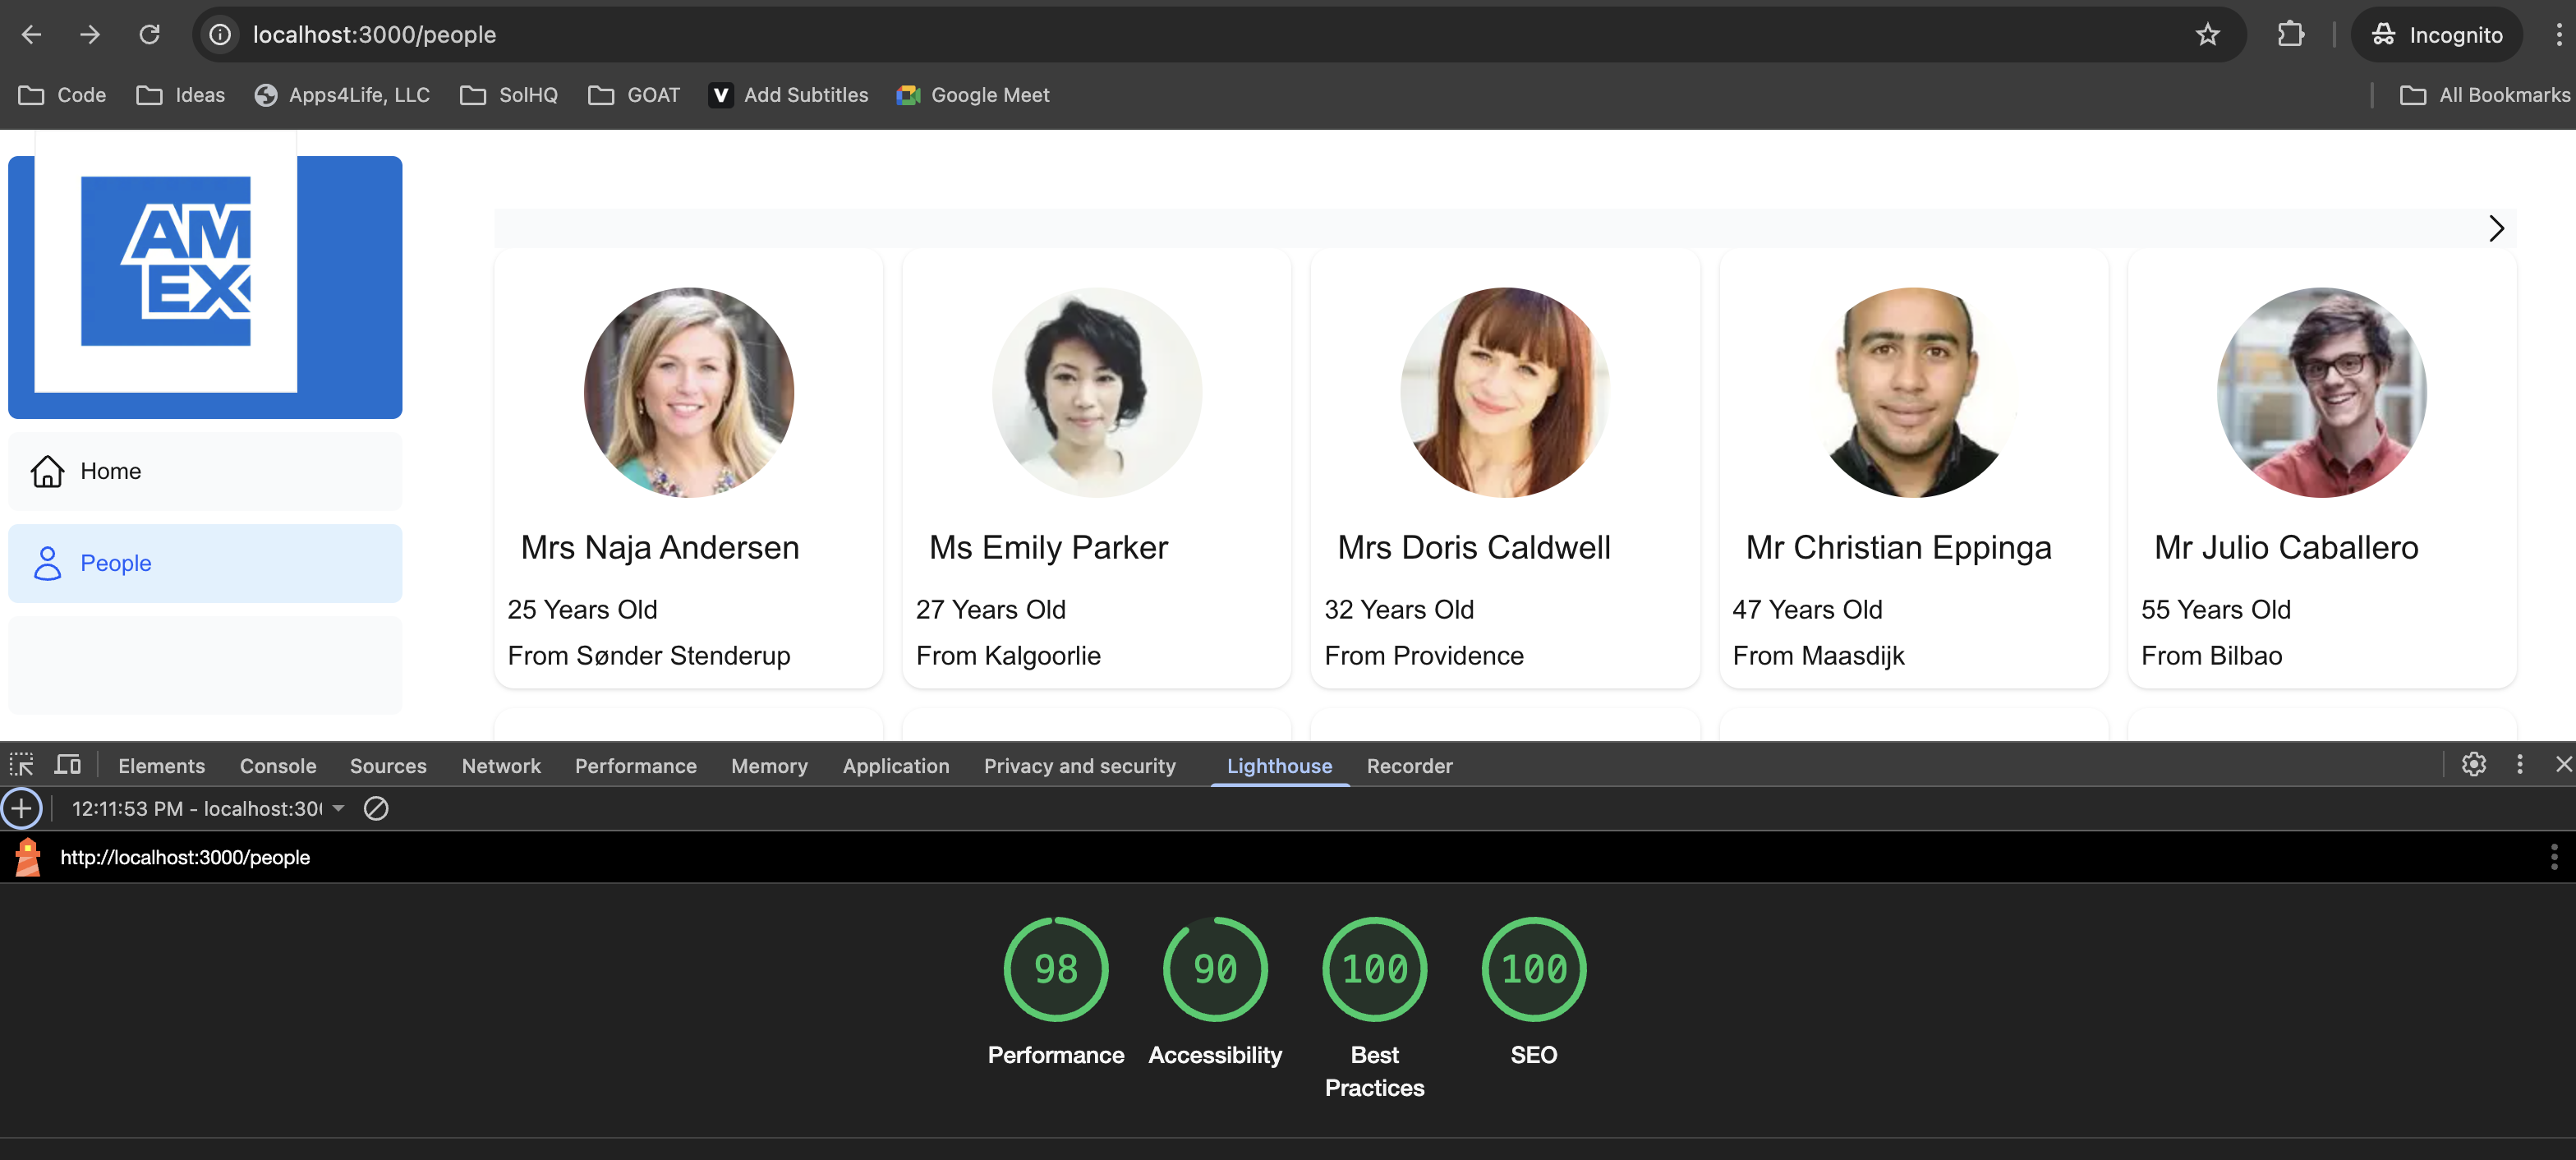 localhost:3000/people
Incognito
Code
Ideas
Apps4Life, LLC
SolHQ
GOAT
V
Add Subtitles
Google Meet
All Bookmarks
AM
EX
Home
People
Mrs Naja Andersen
25 Years Old
From Sønder Stenderup
Ms Emily Parker
27 Years Old
From Kalgoorlie
Mrs Doris Caldwell
32 Years Old
From Providence
Mr Christian Eppinga
47 Years Old
From Maasdijk
Mr Julio Caballero
55 Years Old
From Bilbao
Elements
Console
Sources
Network
Performance
Memory
Application
Privacy and security
Lighthouse
Recorder
12:11:53 PM - localhost:30
http://localhost:3000/people
98
Performance
90
Accessibility
100
Best
Practices
100
SEO